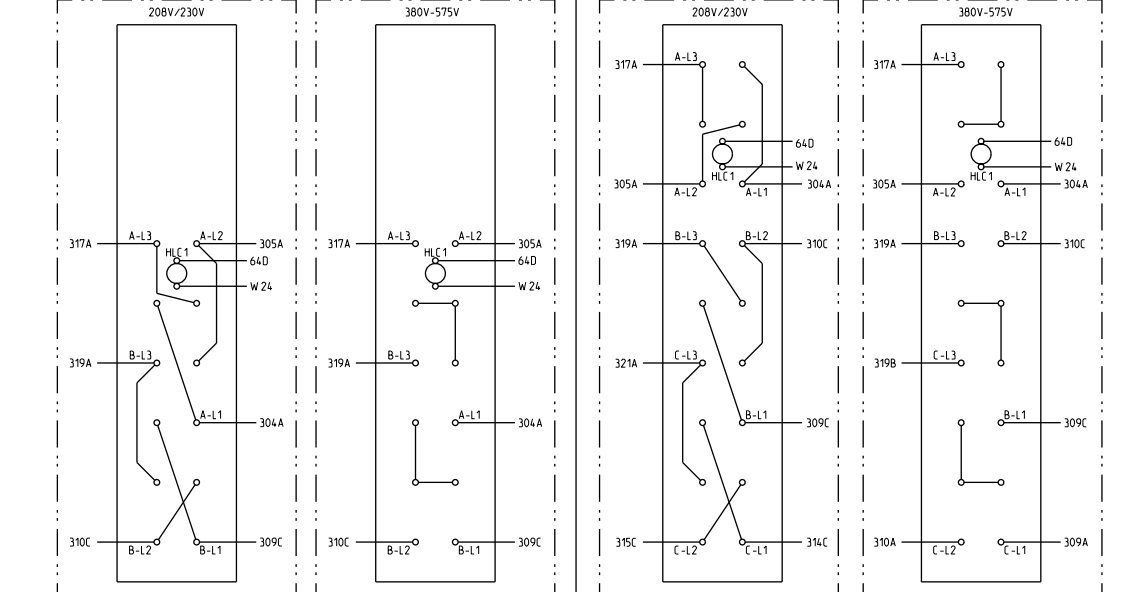 208V/230V
317A A-L3 A-L2 305A
HLC1
64D
W24
319A B-L3
A-L1 304A
310C B-L2 B-L1 309C
380V-575V
317A A-L3 A-L2 305A
HLC1
64D
W24
319A B-L3
A-L1 304A
310C B-L2 B-L1 309C
208V/230V
317A A-L3
64D
W24
HLC1
305A A-L2 A-L1 304A
319A B-L3 B-L2 310C
321A C-L3
B-L1 309C
315C C-L2 C-L1 314C
380V-575V
317A A-L3
64D
W24
HLC1
305A A-L2 A-L1 304A
319A B-L3 B-L2 310C
319B C-L3
B-L1 309C
310A C-L2 C-L1 309A